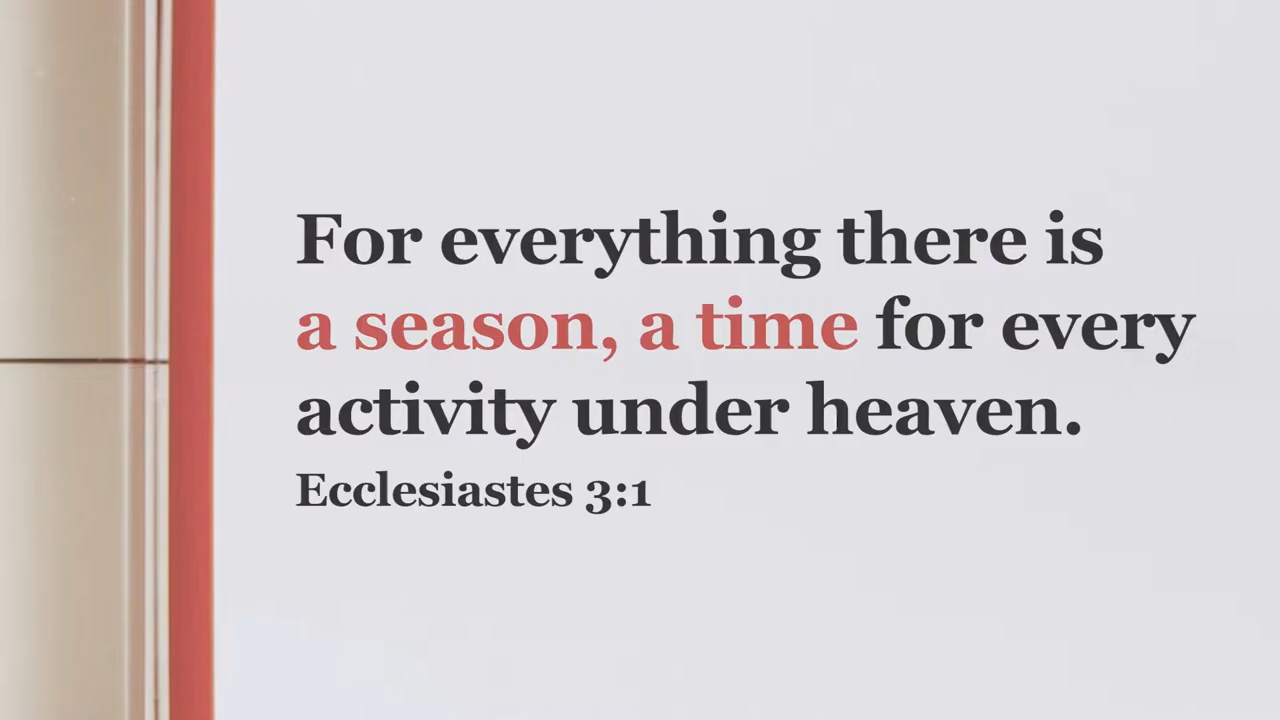 For everything there is
a season, a time for every
activity under heaven.
Ecclesiastes 3:1